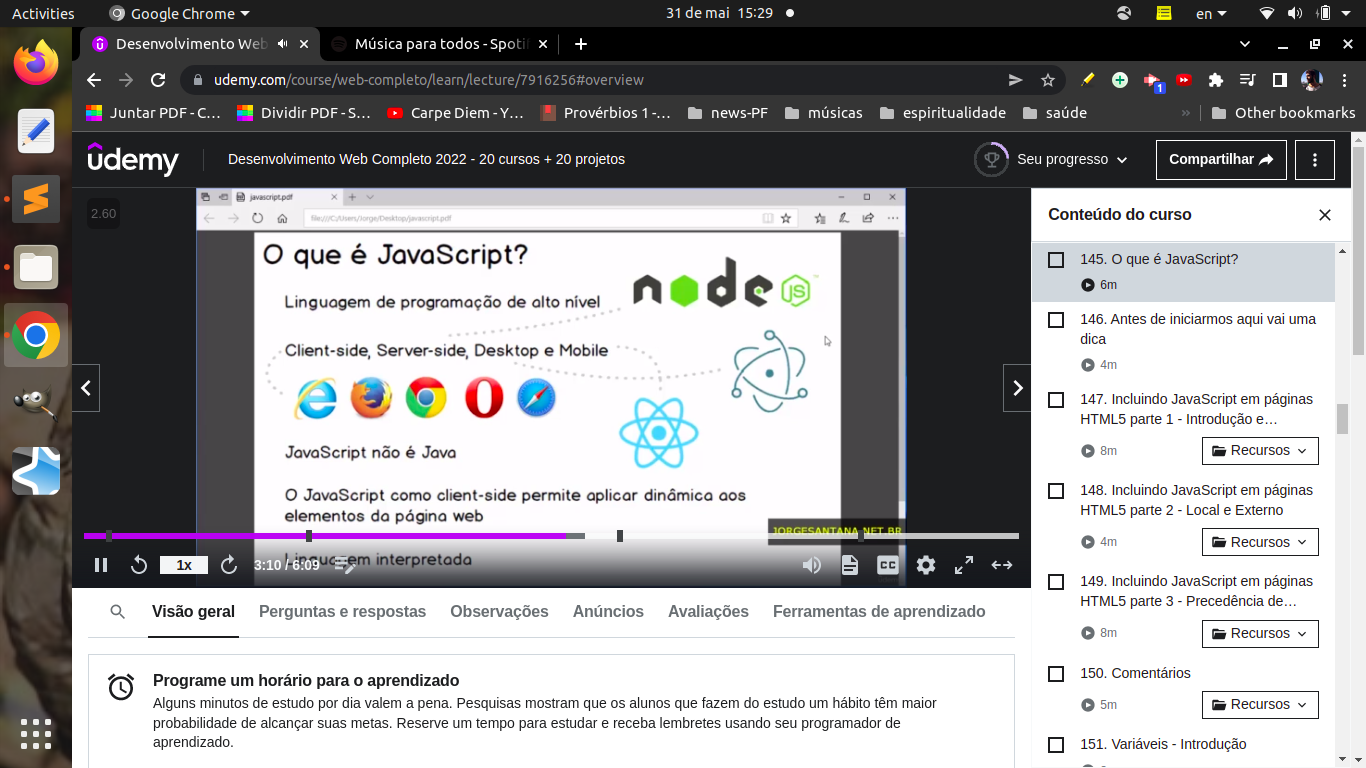 Activities
Google Chrome
31 de mai 15:29
en
Desenvolvimento Web
Música para todos - Spotif
udemy.com/course/web-completo/learn/lecture/7916256#overview
1
Juntar PDF - C…
Dividir PDF - S…
Carpe Diem - Y…
Provérbios 1 -…
news-PF
músicas
espiritualidade
saúde
»
Other bookmarks
udemy
Desenvolvimento Web Completo 2022 - 20 cursos + 20 projetos
Seu progresso
Compartilhar
2.60
javascript.pdf
file:///C:/Users/Jorge/Desktop/javascript.pdf
O que é JavaScript?
node
JS
Linguagem de programação de alto nível
Client-side, Server-side, Desktop e Mobile
JavaScript não é Java
O JavaScript como client-side permite aplicar dinâmica aos
elementos da página web
JORGESANTANA.NET.BR
Linguagem interpretada
1x
3:10 / 6:09
CC
Conteúdo do curso
145. O que é JavaScript?
6m
146. Antes de iniciarmos aqui vai uma
dica
4m
147. Incluindo JavaScript em páginas
HTML5 parte 1 - Introdução e…
8m
Recursos
148. Incluindo JavaScript em páginas
HTML5 parte 2 - Local e Externo
4m
Recursos
149. Incluindo JavaScript em páginas
HTML5 parte 3 - Precedência de…
8m
Recursos
150. Comentários
5m
Recursos
151. Variáveis - Introdução
Visão geral
Perguntas e respostas
Observações
Anúncios
Avaliações
Ferramentas de aprendizado
Programe um horário para o aprendizado
Alguns minutos de estudo por dia valem a pena. Pesquisas mostram que os alunos que fazem do estudo um hábito têm maior
probabilidade de alcançar suas metas. Reserve um tempo para estudar e receba lembretes usando seu programador de
aprendizado.